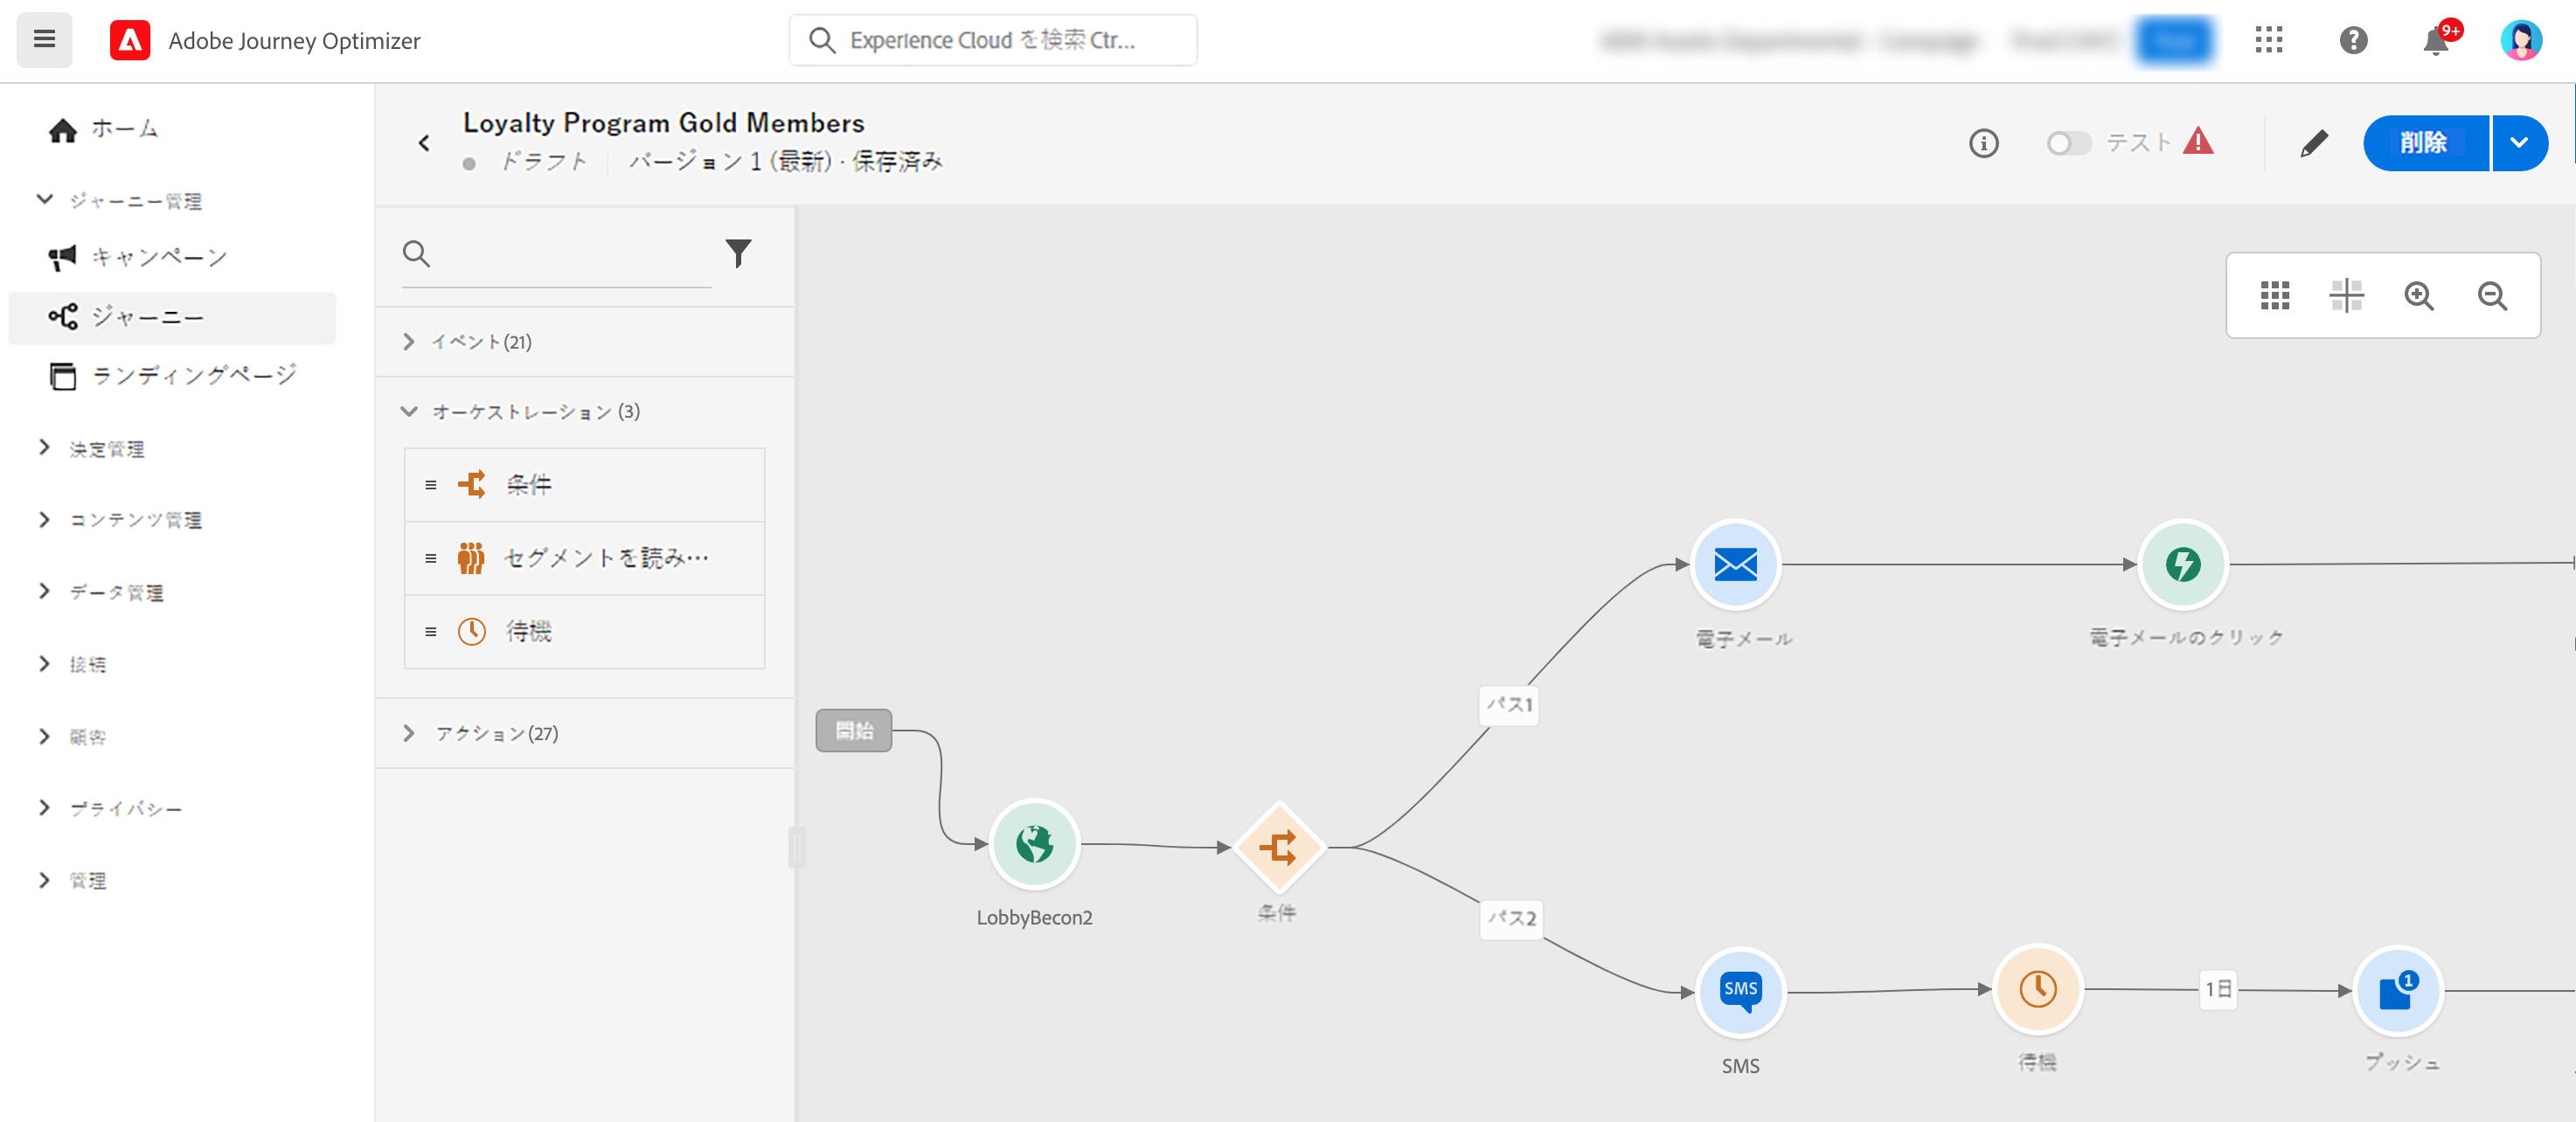 Adobe Journey Optimizer
Experience Cloud を検索 Ctr...
9+
ホーム
ジャーニー管理
キャンペーン
ジャーニー
ランディングページ
決定管理
コンテンツ管理
データ管理
接続
顧客
プライバシー
管理
Loyalty Program Gold Members
ドラフト
バージョン 1 (最新) · 保存済み
テスト
削除
イベント(21)
オーケストレーション (3)
条件
セグメントを読み…
待機
アクション(27)
開始
LobbyBecon2
条件
パス1
パス2
電子メール
電子メールのクリック
SMS
SMS
待機
1日
1
プッシュ